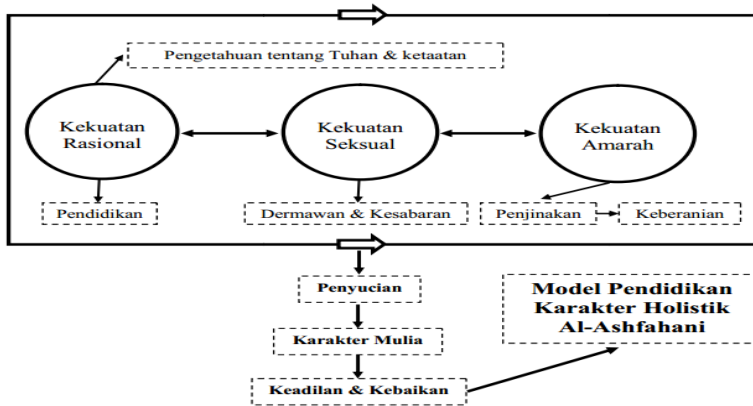 Pengetahuan tentang Tuhan & ketaatan
Kekuatan
Rasional
Kekuatan
Seksual
Kekuatan
Amarah
Pendidikan
Dermawan & Kesabaran
Penjinakan
Keberanian
Penyucian
Karakter Mulia
Keadilan & Kebaikan
Model Pendidikan
Karakter Holistik
Al-Ashfahani